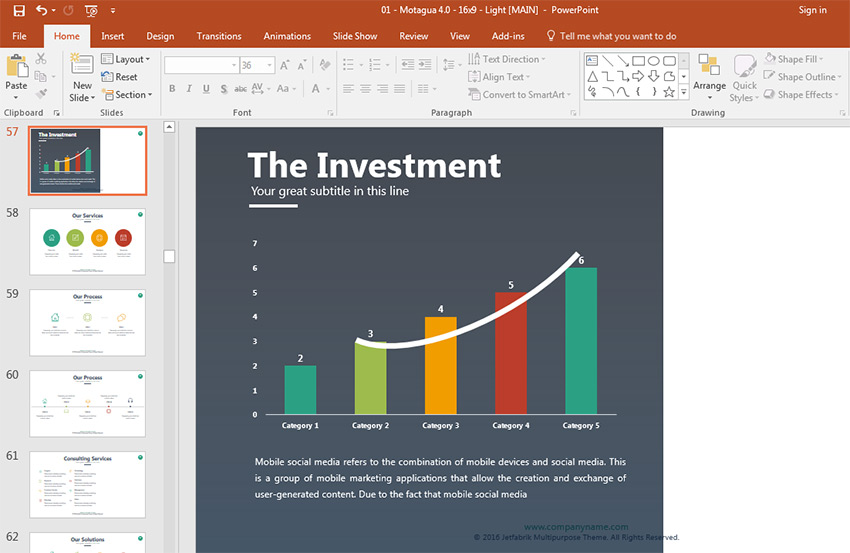 01 - Motagua 4.0 - 16x9 - Light [MAIN] - PowerPoint
Sign in
File Home Insert Design Transitions Animations Slide Show Review View Add-ins Tell me what you want to do
Paste
New Slide
Layout
Reset
Section
36
B I U S abc AV Aa A
Text Direction
Align Text
Convert to SmartArt
Arrange
Quick Styles
Shape Fill
Shape Outline
Shape Effects
Clipboard Slides Font Paragraph Drawing
57
The Investment
58
Our Services
59
Our Process
60
Our Process
61
Consulting Services
62
Our Solutions
The Investment
Your great subtitle in this line
7
6
5
4
3
2
1
0
2
3
4
5
6
Category 1 Category 2 Category 3 Category 4 Category 5
Mobile social media refers to the combination of mobile devices and social media. This
is a group of mobile marketing applications that allow the creation and exchange of
user-generated content. Due to the fact that mobile social media
www.companyname.com
© 2016 Jetfabrik Multipurpose Theme. All Rights Reserved.